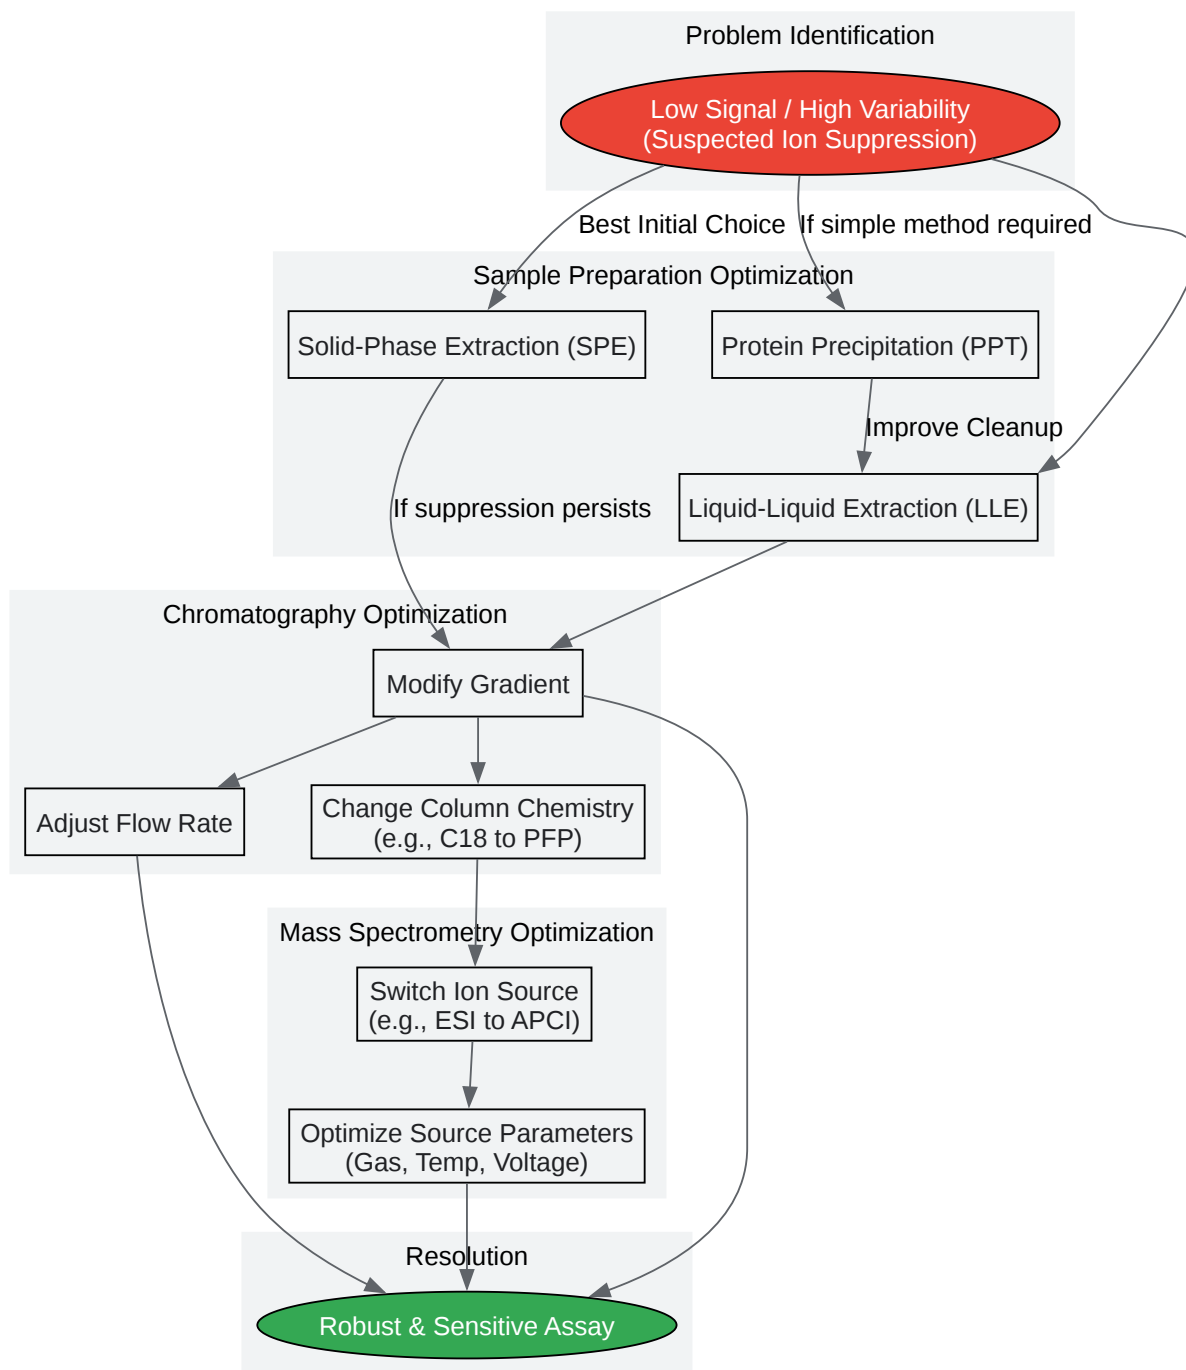 Problem Identification
Low Signal / High Variability
(Suspected Ion Suppression)
Best Initial Choice
If simple method required
Sample Preparation Optimization
Solid-Phase Extraction (SPE)
Protein Precipitation (PPT)
Improve Cleanup
If suppression persists
Liquid-Liquid Extraction (LLE)
Chromatography Optimization
Modify Gradient
Adjust Flow Rate
Change Column Chemistry
(e.g., C18 to PFP)
Mass Spectrometry Optimization
Switch Ion Source
(e.g., ESI to APCI)
Optimize Source Parameters
(Gas, Temp, Voltage)
Resolution
Robust & Sensitive Assay